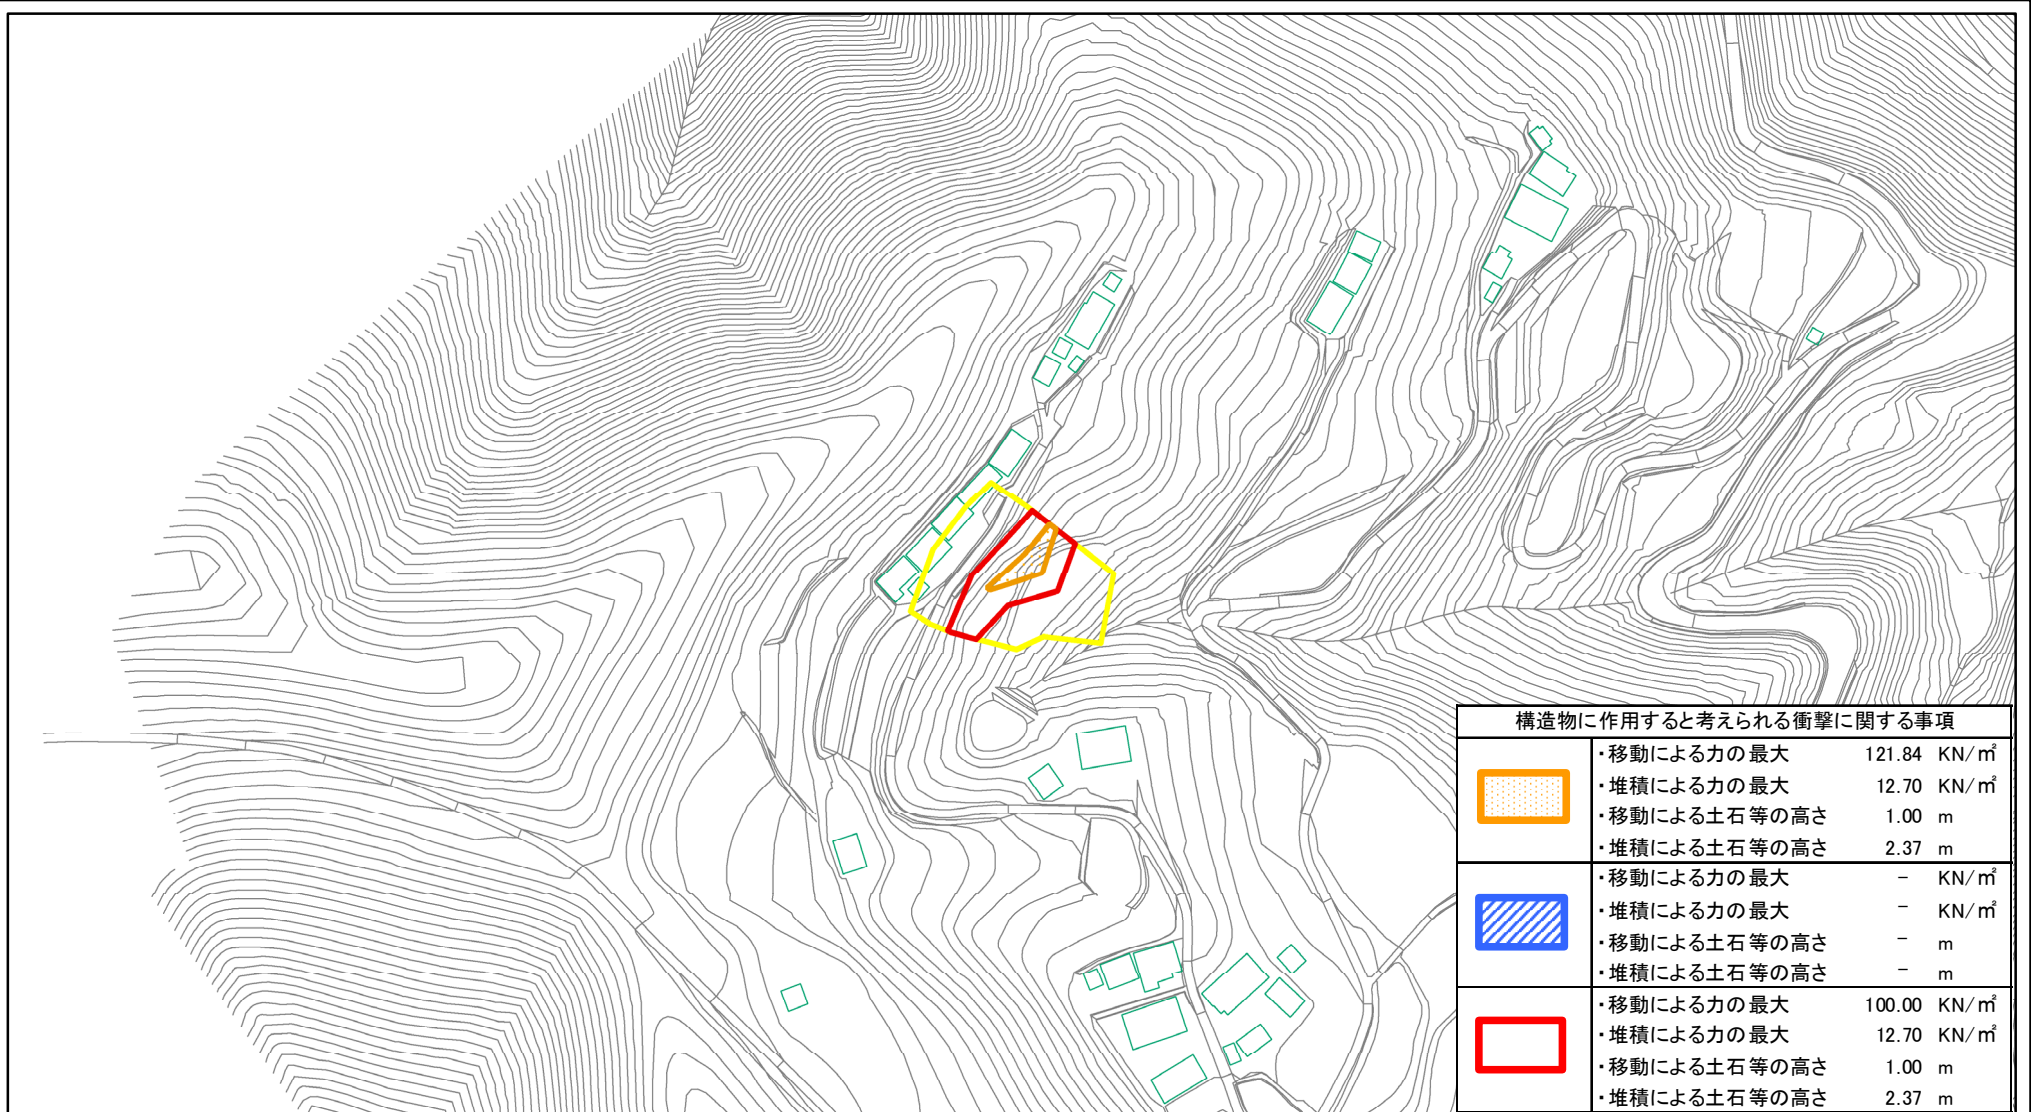 構造物に作用すると考えられる衝撃に関する事項
・移動による力の最大 121.84 KN/㎡
・堆積による力の最大 12.70 KN/㎡
・移動による土石等の高さ 1.00 m
・堆積による土石等の高さ 2.37 m
・移動による力の最大 - KN/㎡
・堆積による力の最大 - KN/㎡
・移動による土石等の高さ - m
・堆積による土石等の高さ - m
・移動による力の最大 100.00 KN/㎡
・堆積による力の最大 12.70 KN/㎡
・移動による土石等の高さ 1.00 m
・堆積による土石等の高さ 2.37 m